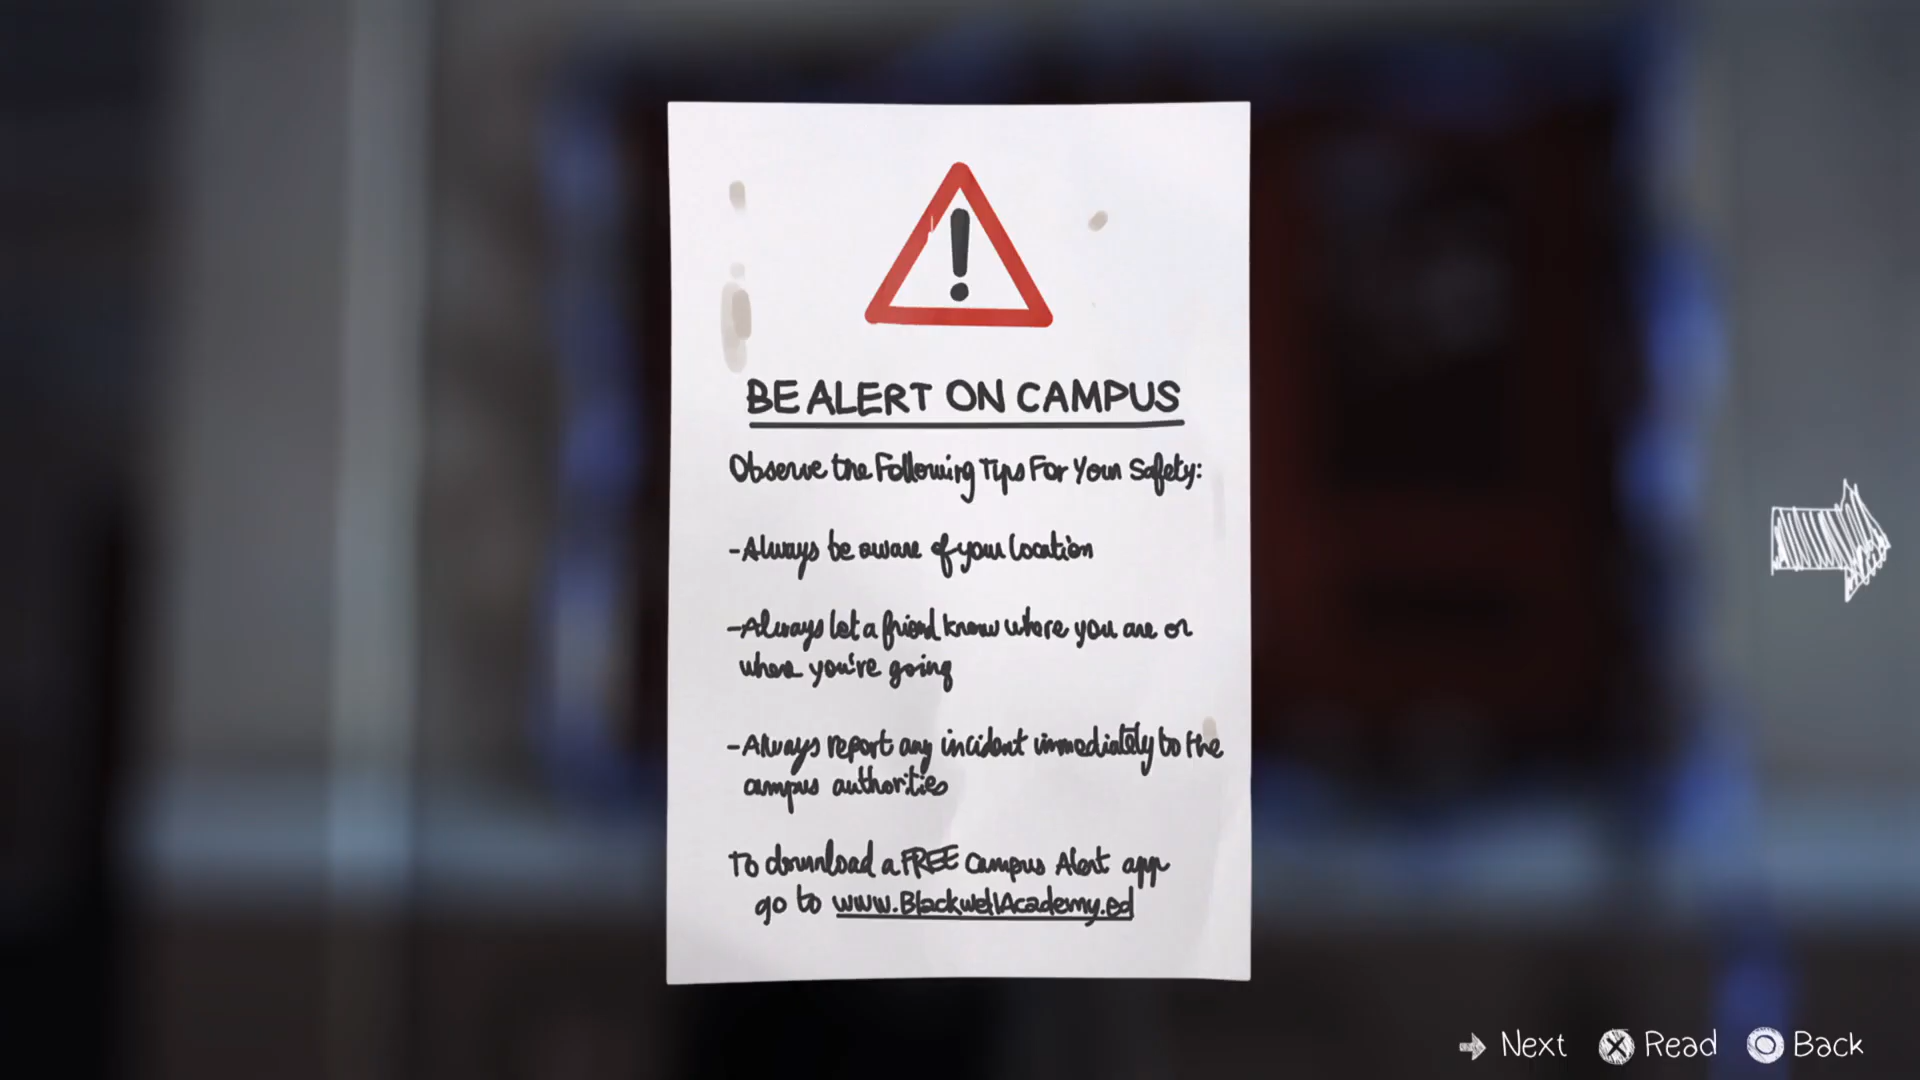 !
BE ALERT ON CAMPUS
Observe the Following Tips For Your Safety:
-Always be aware of your location
-Always let a friend know where you are or
where you're going
-Always report any incident immediately to the
campus authorities
To download a FREE Campus Alert app
go to www.BlackwellAcademy.ed
Next
Read
Back